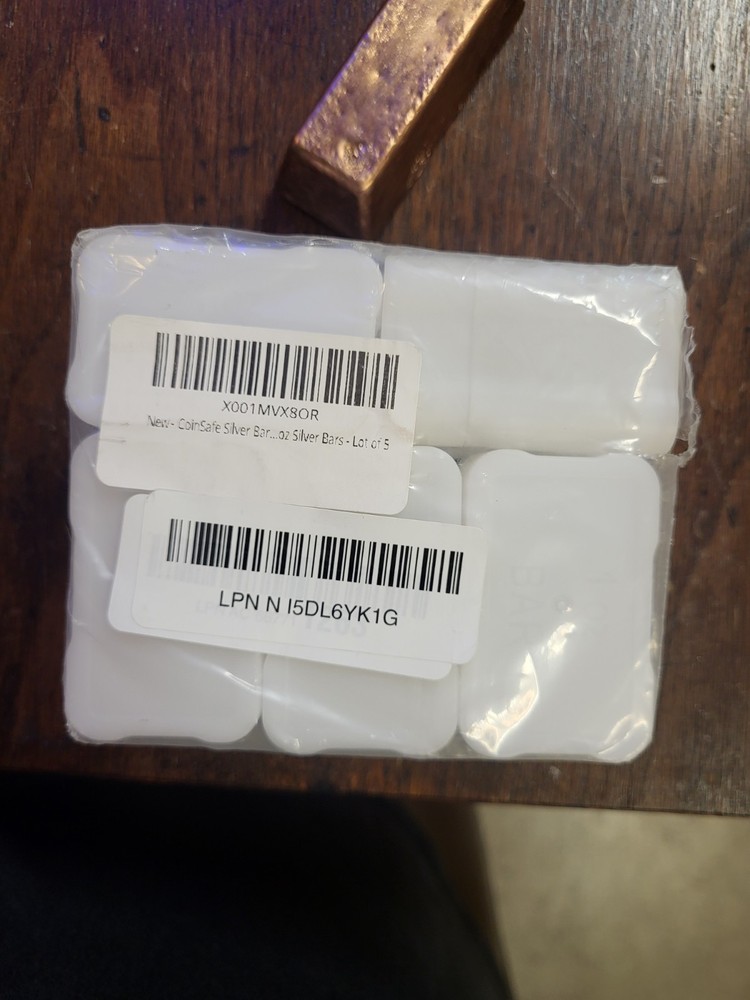 X001MVX8OR
New - CoinSafe Silver Bar...oz Silver Bars - Lot of 5
LPN N I5DL6YK1G